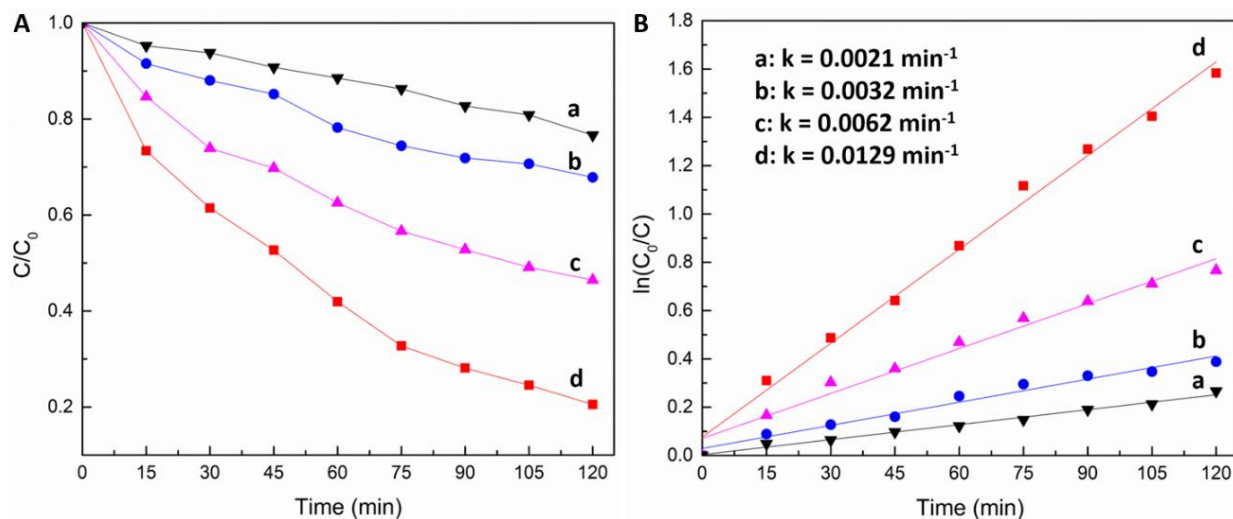 A
1.0
0.8
0.6
0.4
0.2
C/C₀
a
b
c
d
0 15 30 45 60 75 90 105 120
Time (min)
B
1.8
1.6
1.4
1.2
1.0
0.8
0.6
0.4
0.2
0.0
ln(C₀/C)
a: k = 0.0021 min⁻¹
b: k = 0.0032 min⁻¹
c: k = 0.0062 min⁻¹
d: k = 0.0129 min⁻¹
d
c
b
a
0 15 30 45 60 75 90 105 120
Time (min)